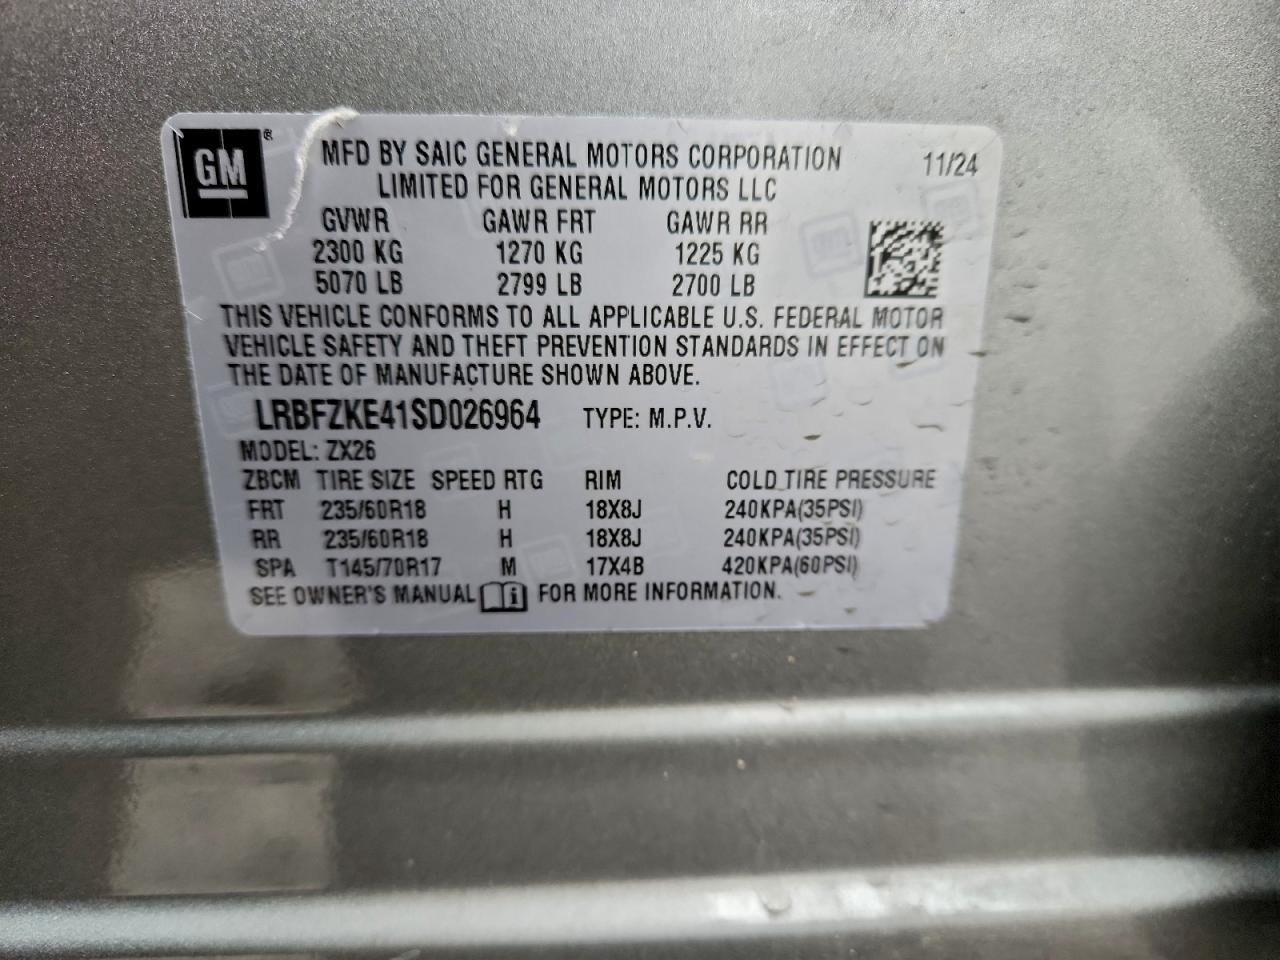 GM®
MFD BY SAIC GENERAL MOTORS CORPORATION 11/24
LIMITED FOR GENERAL MOTORS LLC
GVWR GAWR FRT GAWR RR
2300 KG 1270 KG 1225 KG
5070 LB 2799 LB 2700 LB
THIS VEHICLE CONFORMS TO ALL APPLICABLE U.S. FEDERAL MOTOR
VEHICLE SAFETY AND THEFT PREVENTION STANDARDS IN EFFECT ON
THE DATE OF MANUFACTURE SHOWN ABOVE.
LRBFZKE41SD026964 TYPE: M.P.V.
MODEL: ZX26
ZBCM TIRE SIZE SPEED RTG RIM COLD TIRE PRESSURE
FRT 235/60R18 H 18X8J 240KPA(35PSI)
RR 235/60R18 H 18X8J 240KPA(35PSI)
SPA T145/70R17 M 17X4B 420KPA(60PSI)
SEE OWNER'S MANUAL i FOR MORE INFORMATION.